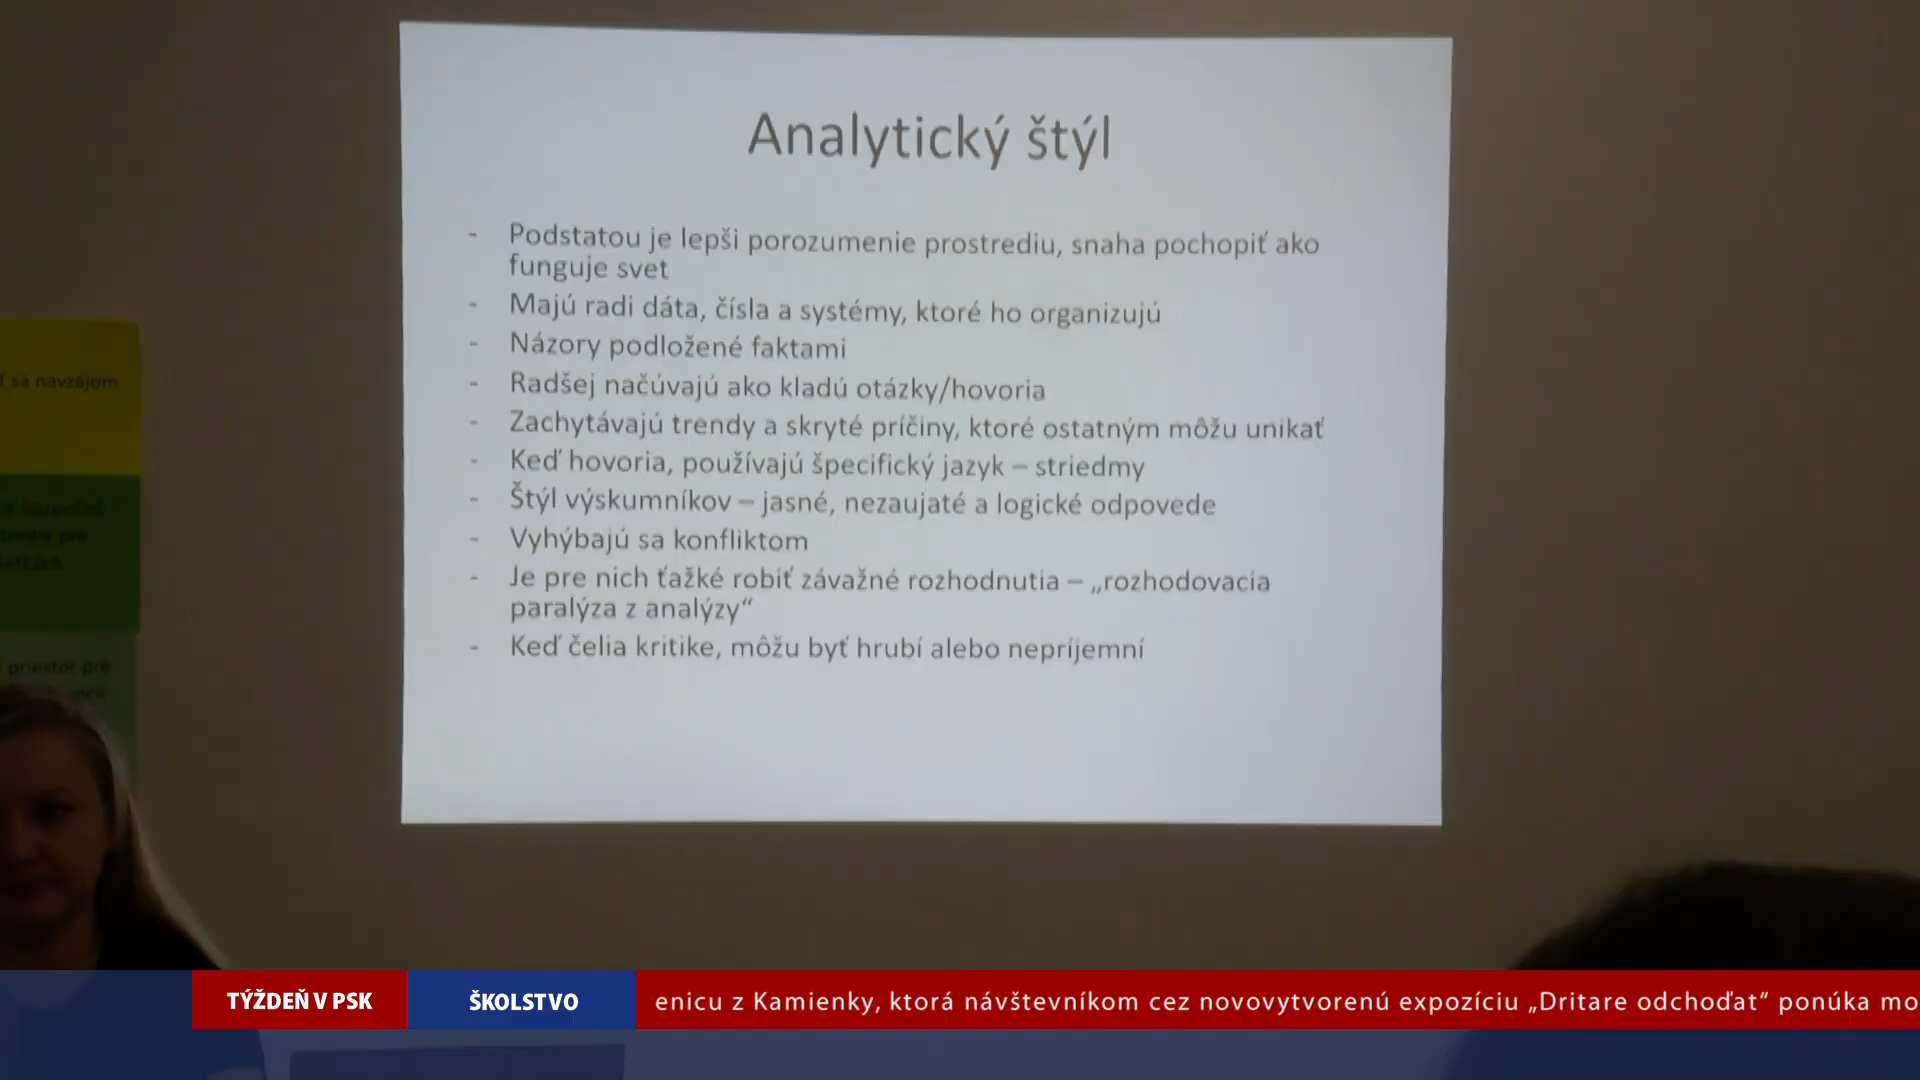 Analytický štýl
- Podstatou je lepši porozumenie prostrediu, snaha pochopiť ako
funguje svet
- Majú radi dáta, čísla a systémy, ktoré ho organizujú
- Názory podložené faktami
- Radšej načúvajú ako kladú otázky/hovoria
- Zachytávajú trendy a skryté príčiny, ktoré ostatným môžu unikať
- Keď hovoria, používajú špecifický jazyk – striedmy
- Štýl výskumníkov – jasné, nezaujaté a logické odpovede
- Vyhýbajú sa konfliktom
- Je pre nich ťažké robiť závažné rozhodnutia – „rozhodovacia
paralýza z analýzy“
- Keď čelia kritike, môžu byť hrubí alebo nepríjemní
ť sa navzájom
priestor pre
TÝŽDEŇ V PSK
ŠKOLSTVO
enicu z Kamienky, ktorá návštevníkom cez novovytvorenú expozíciu „Dritare odchoďat“ ponúka mo